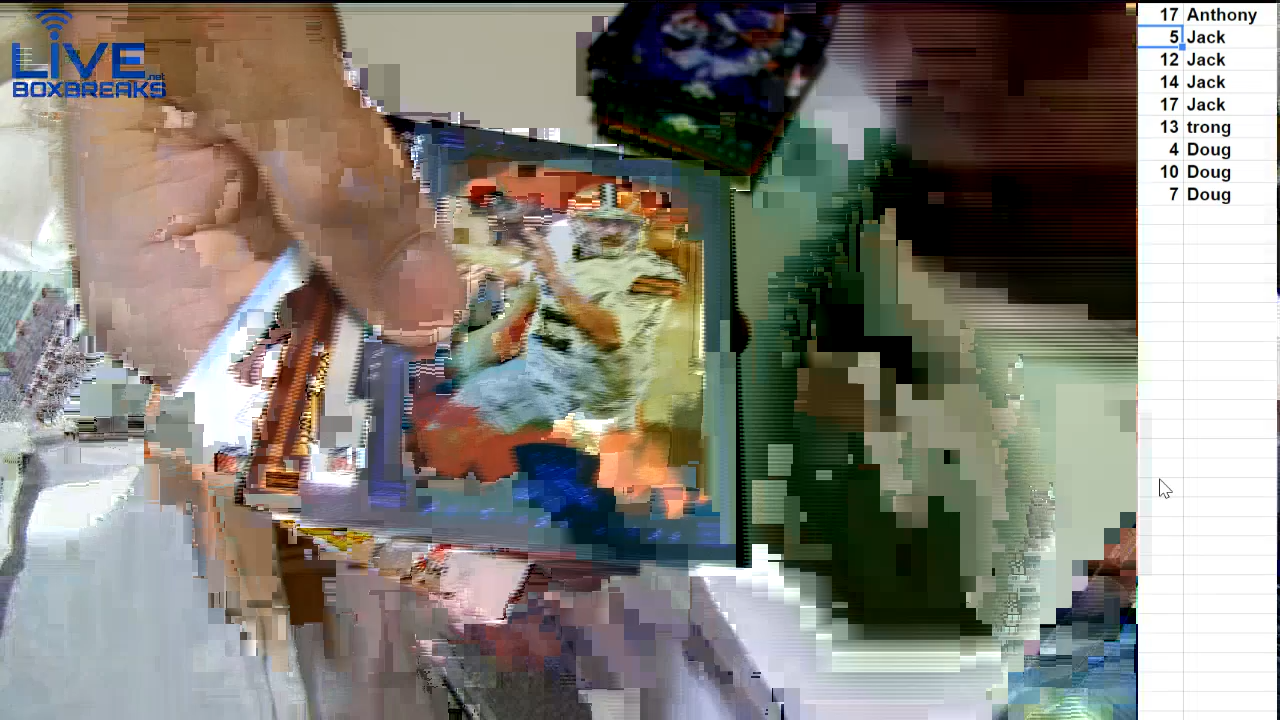 LIVE.net
BOXBREAKS
17 Anthony
5 Jack
12 Jack
14 Jack
17 Jack
13 trong
4 Doug
10 Doug
7 Doug